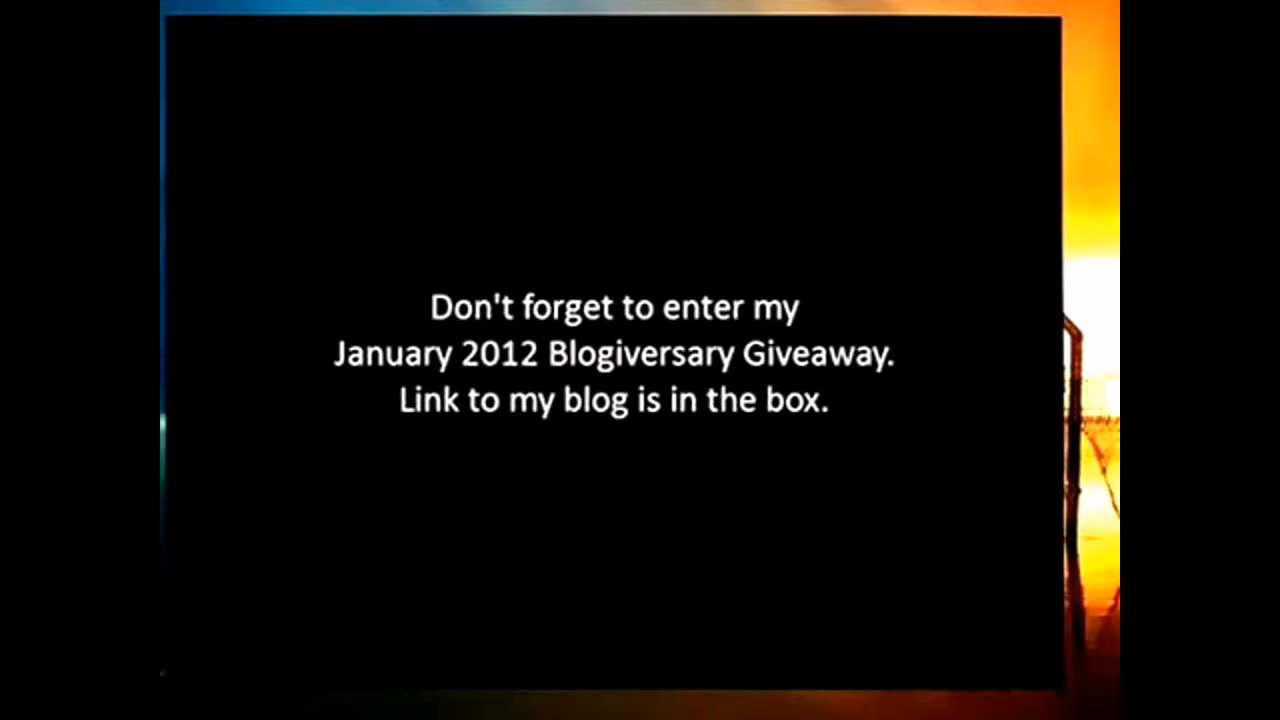 Don't forget to enter my
January 2012 Blogiversary Giveaway.
Link to my blog is in the box.